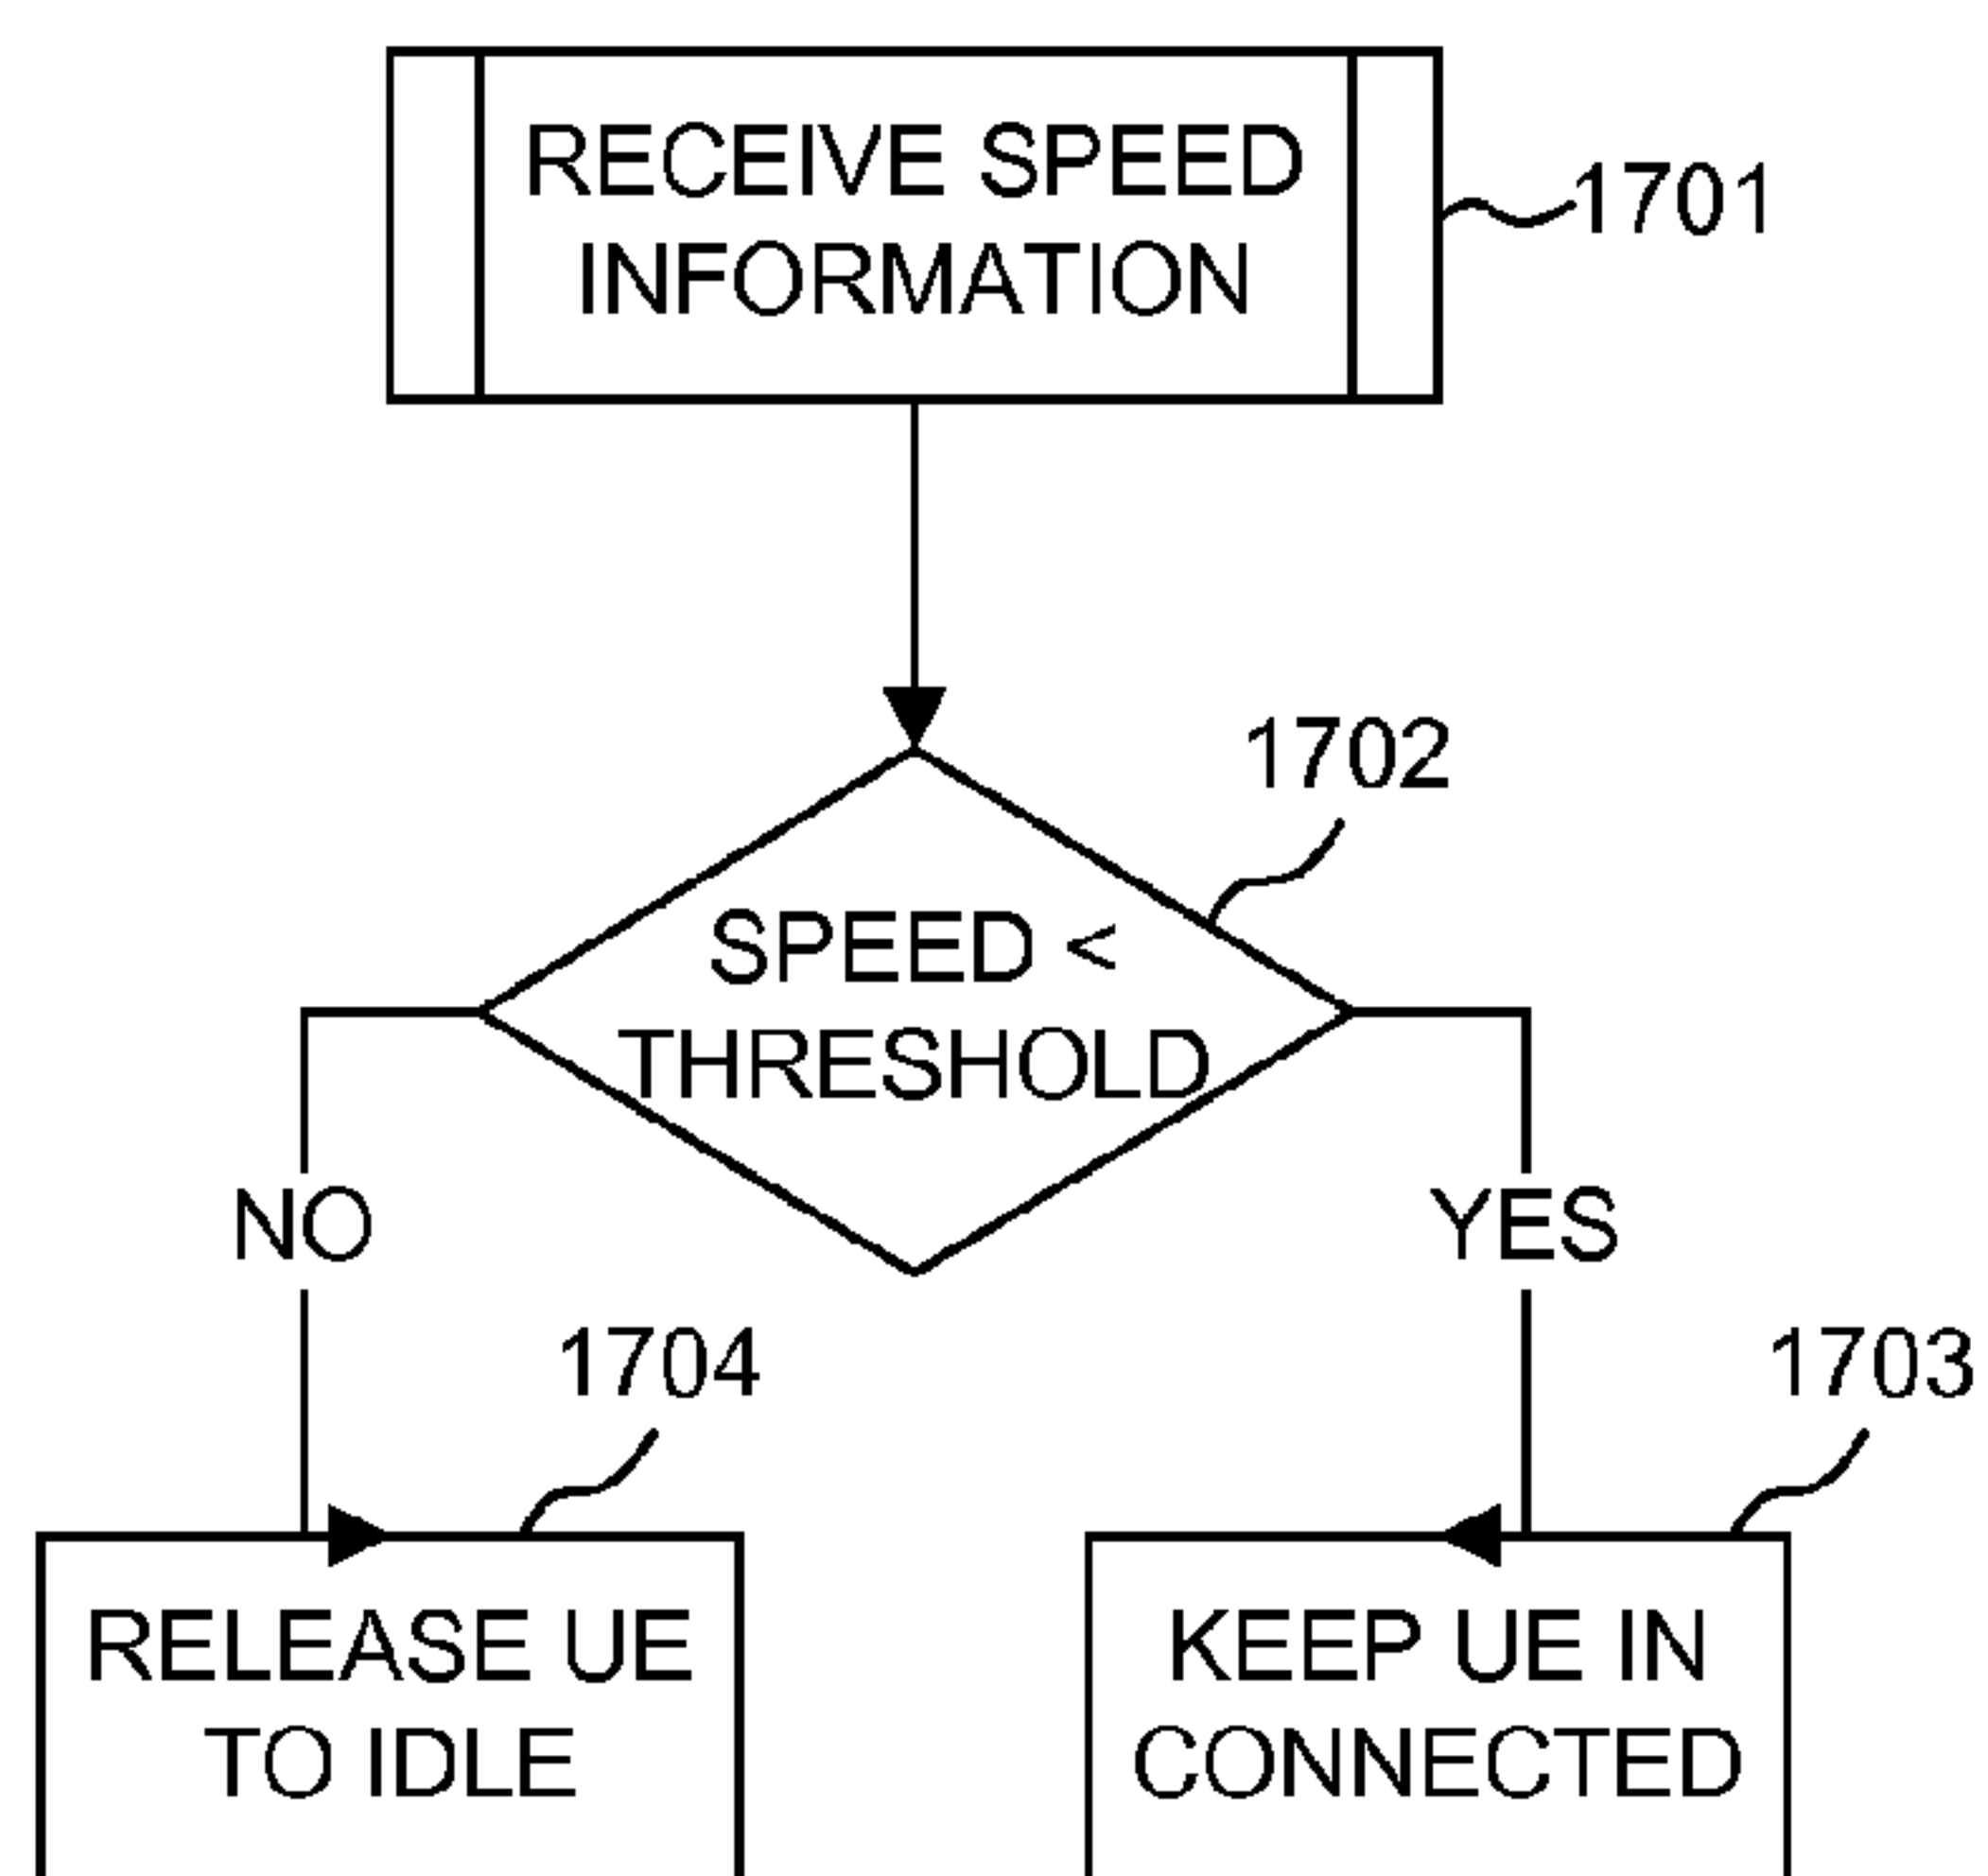 RECEIVE SPEED
INFORMATION
1701
1702
SPEED <
THRESHOLD
NO
YES
1704
1703
RELEASE UE
TO IDLE
KEEP UE IN
CONNECTED